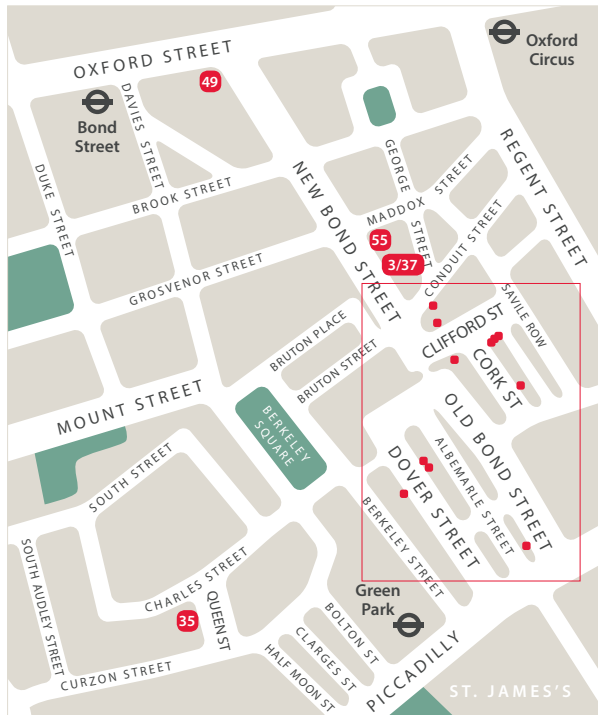 OXFORD STREET
Oxford
Circus
49
Bond
Street
DAVIES STREET
DUKE STREET
BROOK STREET
NEW BOND STREET
GEORGE STREET
MADDOX STREET
REGENT STREET
CONDUIT STREET
55
3/37
GROSVENOR STREET
SAVILE ROW
CLIFFORD ST
CORK ST
BRUTON PLACE
BRUTON STREET
MOUNT STREET
BERKELEY
SQUARE
OLD BOND STREET
ALBEMARLE STREET
DOVER STREET
SOUTH STREET
BERKELEY STREET
SOUTH AUDLEY STREET
CHARLES STREET
QUEEN ST
35
Green
Park
BOLTON ST
CLARGES ST
HALF MOON ST
CURZON STREET
PICCADILLY
ST. JAMES'S